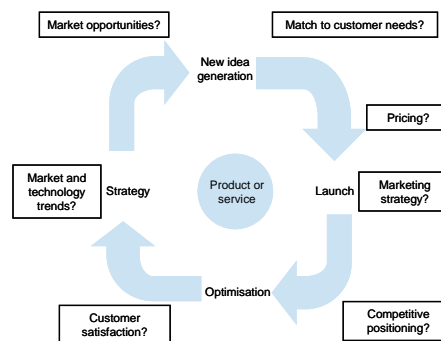 Market opportunities?
Match to customer needs?
New idea
generation
Pricing?
Market and
technology
trends?
Strategy
Product or
service
Launch
Marketing
strategy?
Optimisation
Customer
satisfaction?
Competitive
positioning?